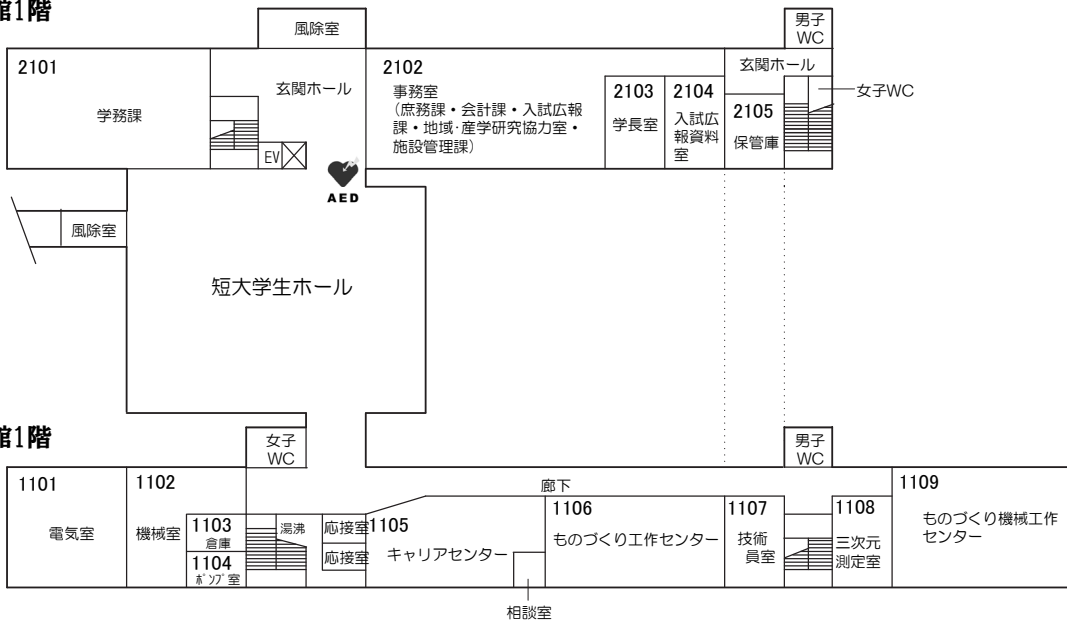 館1階
風除室
男子
WC
2101
学務課
玄関ホール
EV
2102
事務室
(庶務課・会計課・入試広報
課・地域・産学研究協力室・
施設管理課)
2103
学長室
2104
入試広
報資料
室
玄関ホール
2105
保管庫
女子WC
AED
風除室
短大学生ホール
館1階
女子
WC
男子
WC
1101
電気室
1102
機械室
1103
倉庫
1104
ポンプ室
湯沸
応接室
応接室
廊下
1105
キャリアセンター
相談室
1106
ものづくり工作センター
1107
技術
員室
1108
三次元
測定室
1109
ものづくり機械工作
センター